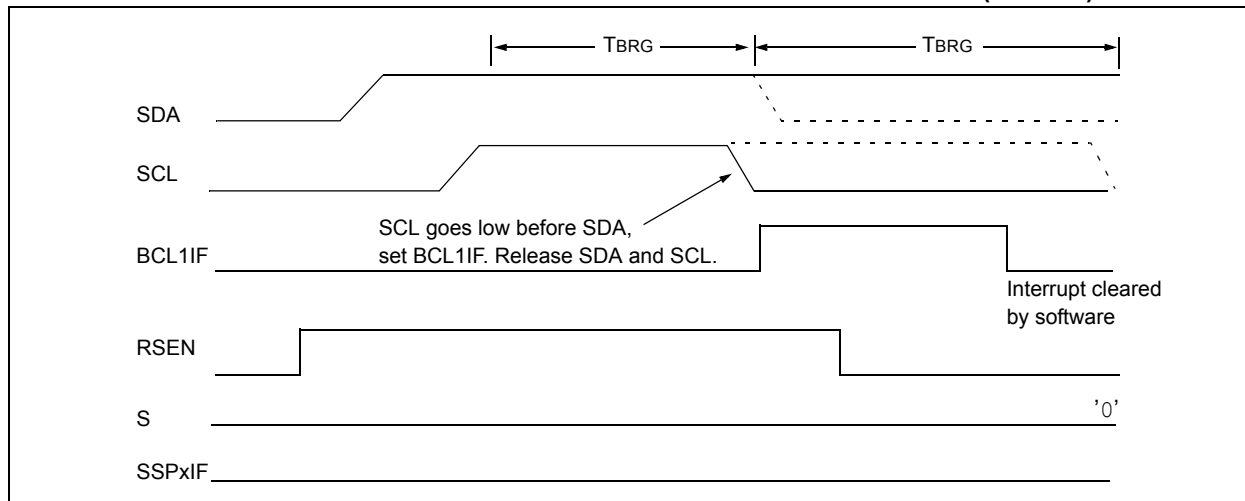 TBRG TBRG
SDA
SCL
SCL goes low before SDA,
set BCL1IF. Release SDA and SCL.
BCL1IF
Interrupt cleared
by software
RSEN
S
'0'
SSPxIF